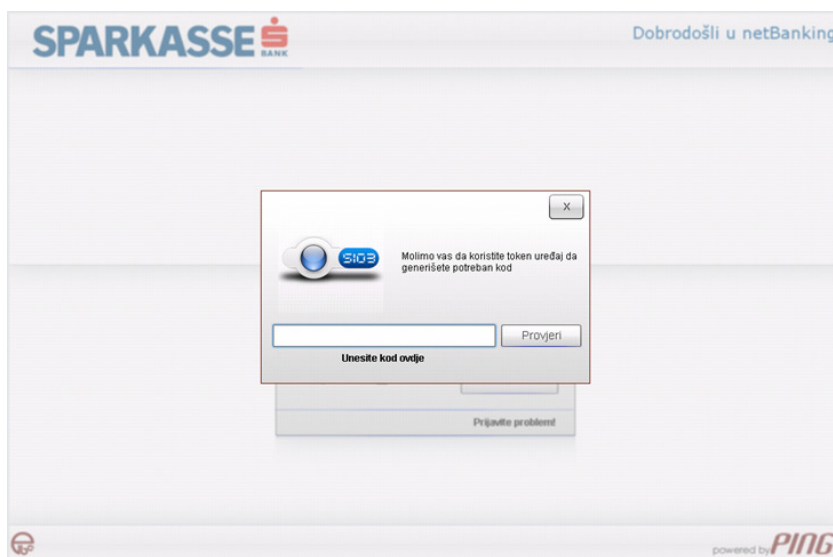 SPARKASSE
BANK
Dobrodošli u netBanking
X
Molimo vas da koristite token uređaj da
generišete potreban kod
Provjeri
Unesite kod ovdje
Prijavite problem!
powered by PING